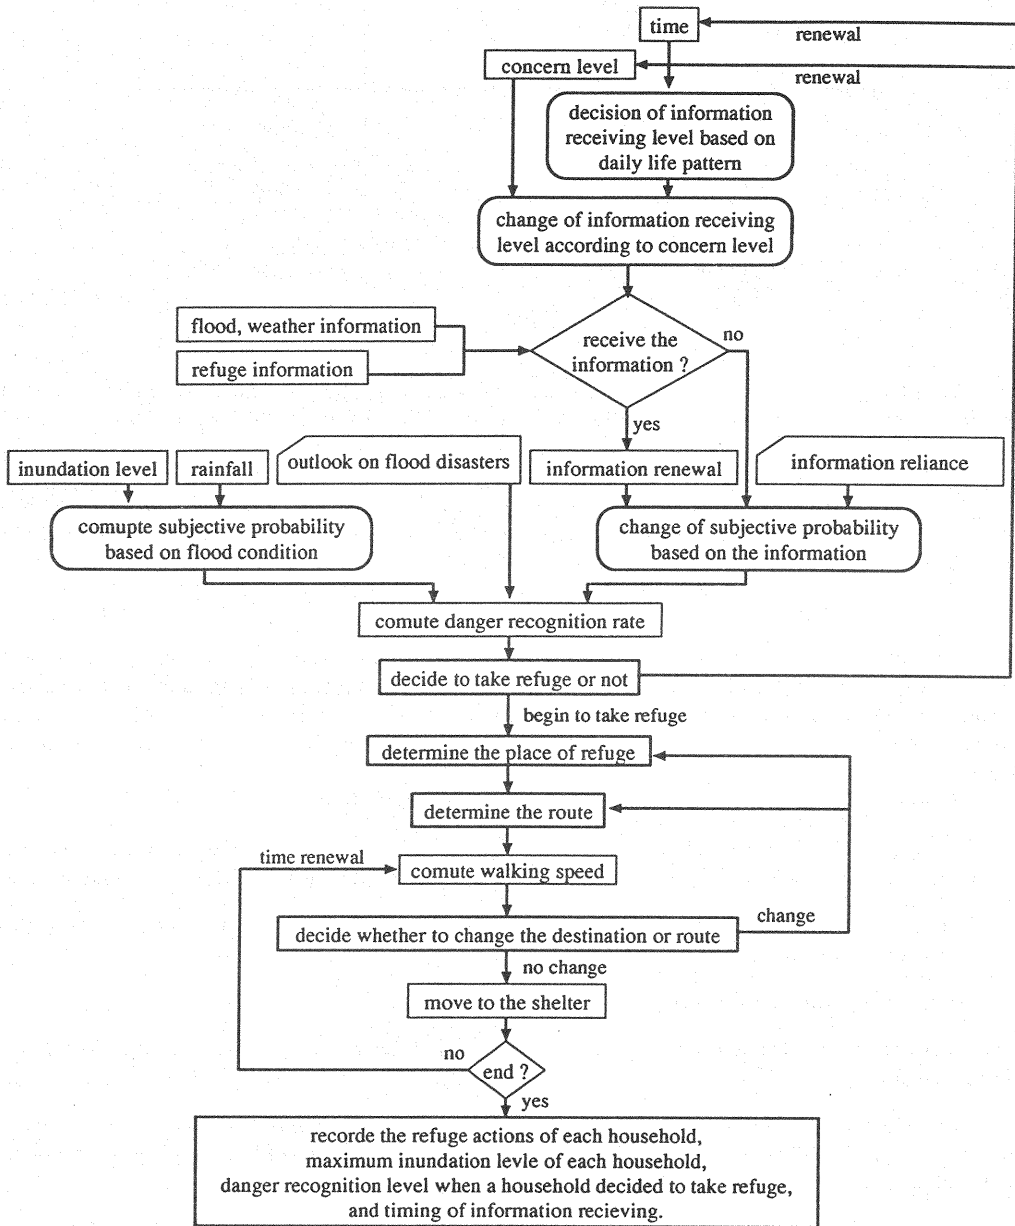 time
renewal
concern level
renewal
decision of information
receiving level based on
daily life pattern
change of information receiving
level according to concern level
flood, weather information
refuge information
receive the
information ?
no
yes
inundation level
rainfall
outlook on flood disasters
information renewal
information reliance
comupte subjective probability
based on flood condition
change of subjective probability
based on the information
comute danger recognition rate
decide to take refuge or not
begin to take refuge
determine the place of refuge
determine the route
time renewal
comute walking speed
change
decide whether to change the destination or route
no change
move to the shelter
no
end ?
yes
recorde the refuge actions of each household,
maximum inundation levle of each household,
danger recognition level when a household decided to take refuge,
and timing of information recieving.